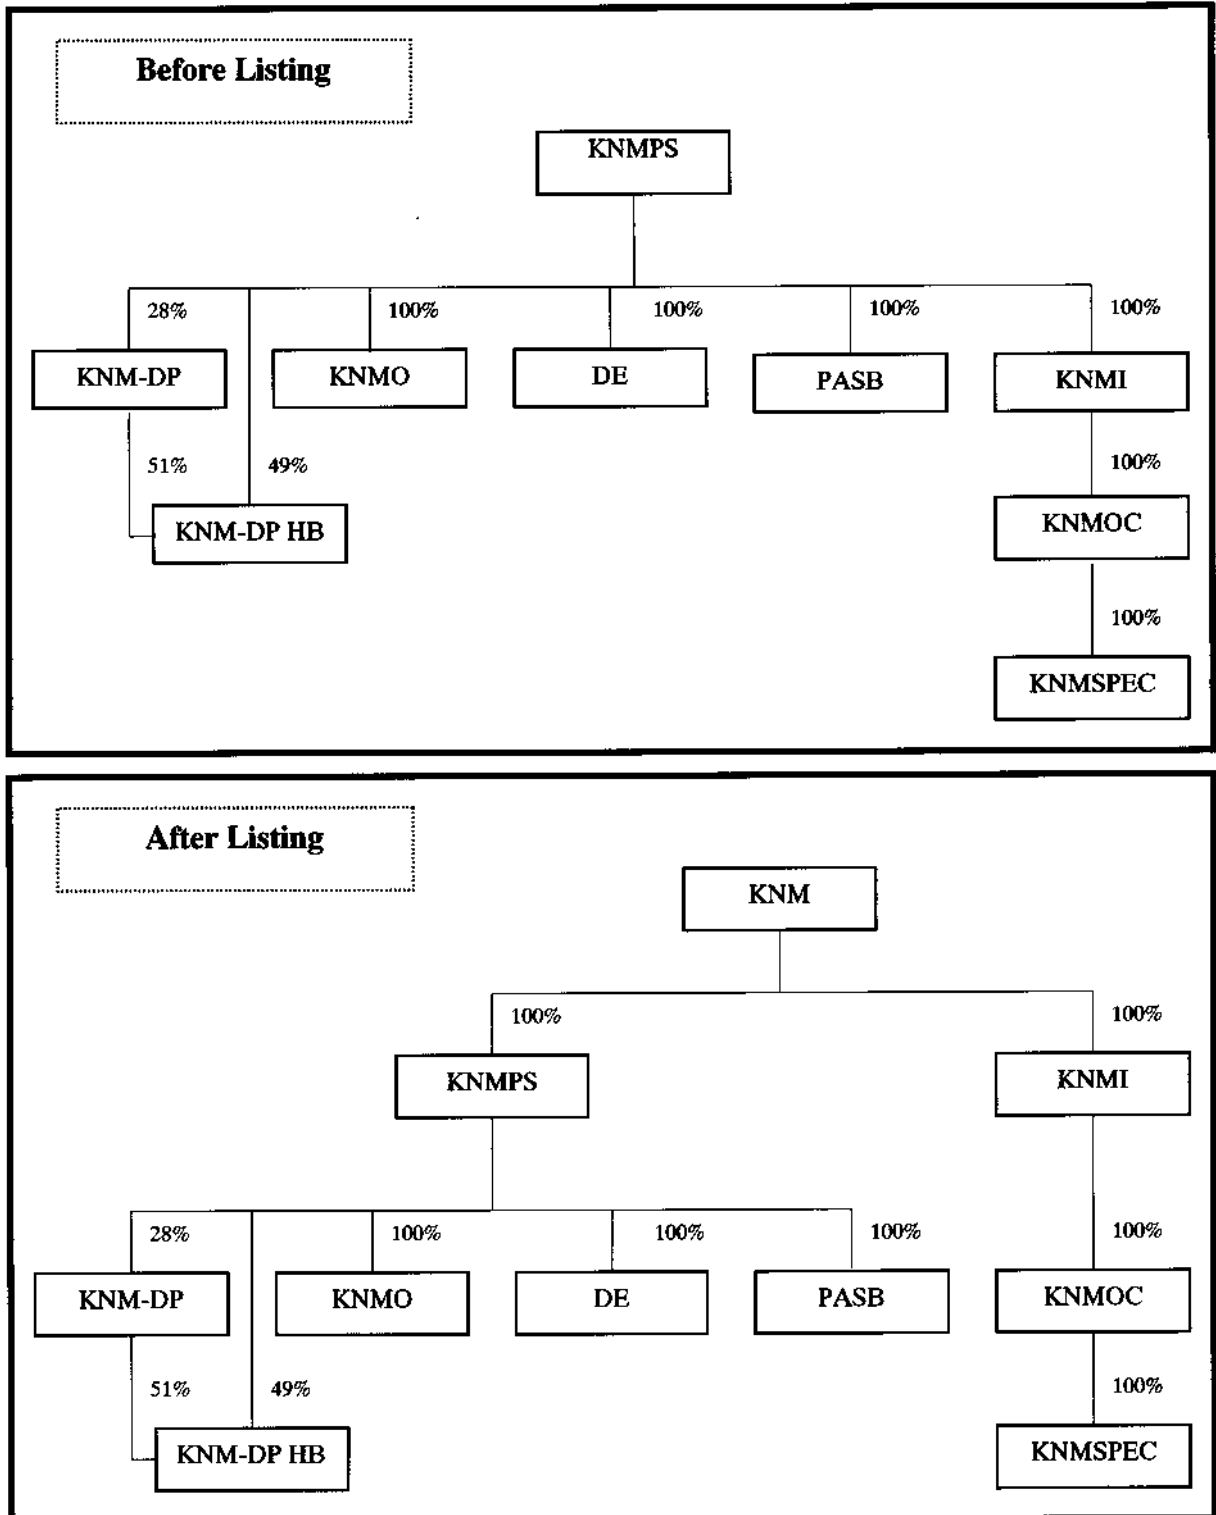 Before Listing
KNMPS
28% 100% 100% 100% 100%
KNM-DP KNMO DE PASB KNMI
51% 49% 100%
KNM-DP HB KNMOC
100%
KNMSPEC
After Listing
KNM
100% 100%
KNMPS KNMI
28% 100% 100% 100% 100%
KNM-DP KNMO DE PASB KNMOC
51% 49% 100%
KNM-DP HB KNMSPEC